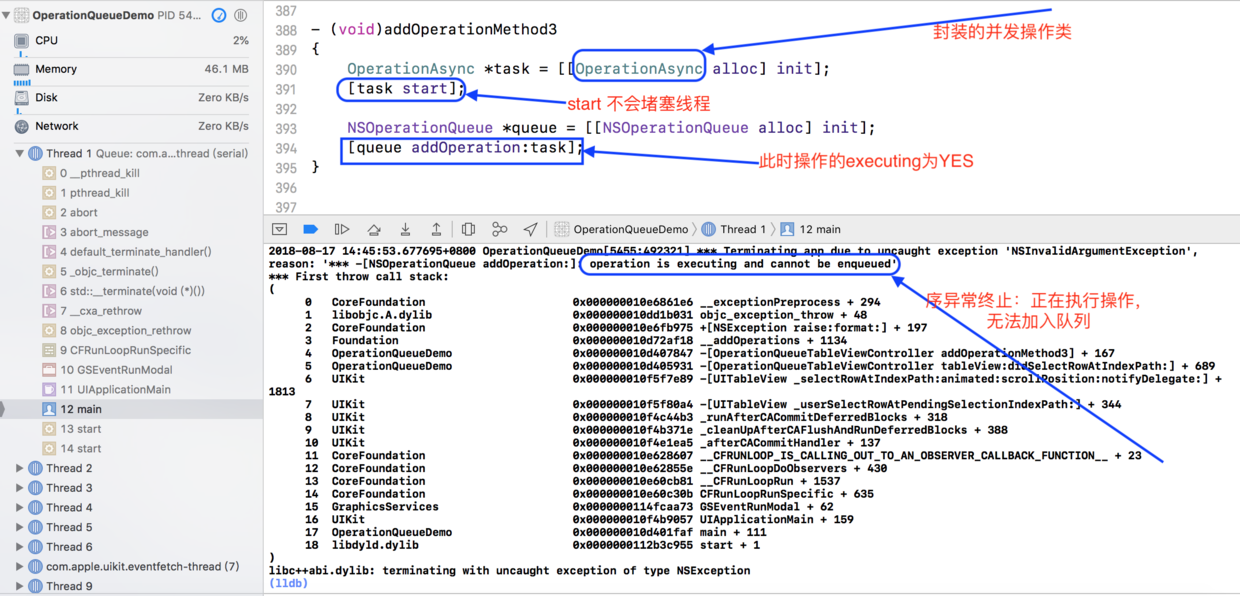 OperationQueueDemo PID 54...
CPU 2%
Memory 46.1 MB
Disk Zero KB/s
Network Zero KB/s
Thread 1 Queue: com.a...thread (serial)
0 __pthread_kill
1 pthread_kill
2 abort
3 abort_message
4 default_terminate_handler()
5 _objc_terminate()
6 std::__terminate(void (*)())
7 __cxa_rethrow
8 objc_exception_rethrow
9 CFRunLoopRunSpecific
10 GSEventRunModal
11 UIApplicationMain
12 main
13 start
14 start
Thread 2
Thread 3
Thread 4
Thread 5
Thread 6
com.apple.uikit.eventfetch-thread (7)
Thread 9
387
388 - (void)addOperationMethod3
389 {
390 OperationAsync *task = [[OperationAsync alloc] init];
391 [task start];
392
393 NSOperationQueue *queue = [[NSOperationQueue alloc] init];
394 [queue addOperation:task];
395 }
396
397
封装的并发操作类
start 不会堵塞线程
此时操作的executing为YES
OperationQueueDemo 〉 Thread 1 〉 12 main
2018-08-17 14:45:53.677695+0800 OperationQueueDemo[5455:492321] *** Terminating app due to uncaught exception 'NSInvalidArgumentException',
reason: '*** -[NSOperationQueue addOperation:] operation is executing and cannot be enqueued'
*** First throw call stack:
(
0 CoreFoundation 0x000000010e6861e6 __exceptionPreprocess + 294
1 libobjc.A.dylib 0x000000010dd1b031 objc_exception_throw + 48
2 CoreFoundation 0x000000010e6fb975 +[NSException raise:format:] + 197
3 Foundation 0x000000010d72af18 __addOperations + 1134
4 OperationQueueDemo 0x000000010d407847 -[OperationQueueTableViewController addOperationMethod3] + 167
5 OperationQueueDemo 0x000000010d405931 -[OperationQueueTableViewController tableView:didSelectRowAtIndexPath:] + 689
6 UIKit 0x000000010f5f7e89 -[UITableView _selectRowAtIndexPath:animated:scrollPosition:notifyDelegate:] +
1813
7 UIKit 0x000000010f5f80a4 -[UITableView _userSelectRowAtPendingSelectionIndexPath:] + 344
8 UIKit 0x000000010f4c44b3 _runAfterCACommitDeferredBlocks + 318
9 UIKit 0x000000010f4b371e _cleanUpAfterCAFlushAndRunDeferredBlocks + 388
10 UIKit 0x000000010f4e1ea5 _afterCACommitHandler + 137
11 CoreFoundation 0x000000010e628607 __CFRUNLOOP_IS_CALLING_OUT_TO_AN_OBSERVER_CALLBACK_FUNCTION__ + 23
12 CoreFoundation 0x000000010e62855e __CFRunLoopDoObservers + 430
13 CoreFoundation 0x000000010e60cb81 __CFRunLoopRun + 1537
14 CoreFoundation 0x000000010e60c30b CFRunLoopRunSpecific + 635
15 GraphicsServices 0x0000000114fcaa73 GSEventRunModal + 62
16 UIKit 0x000000010f4b9057 UIApplicationMain + 159
17 OperationQueueDemo 0x000000010d401faf main + 111
18 libdyld.dylib 0x0000000112b3c955 start + 1
)
libc++abi.dylib: terminating with uncaught exception of type NSException
(lldb)
序异常终止：正在执行操作，
无法加入队列